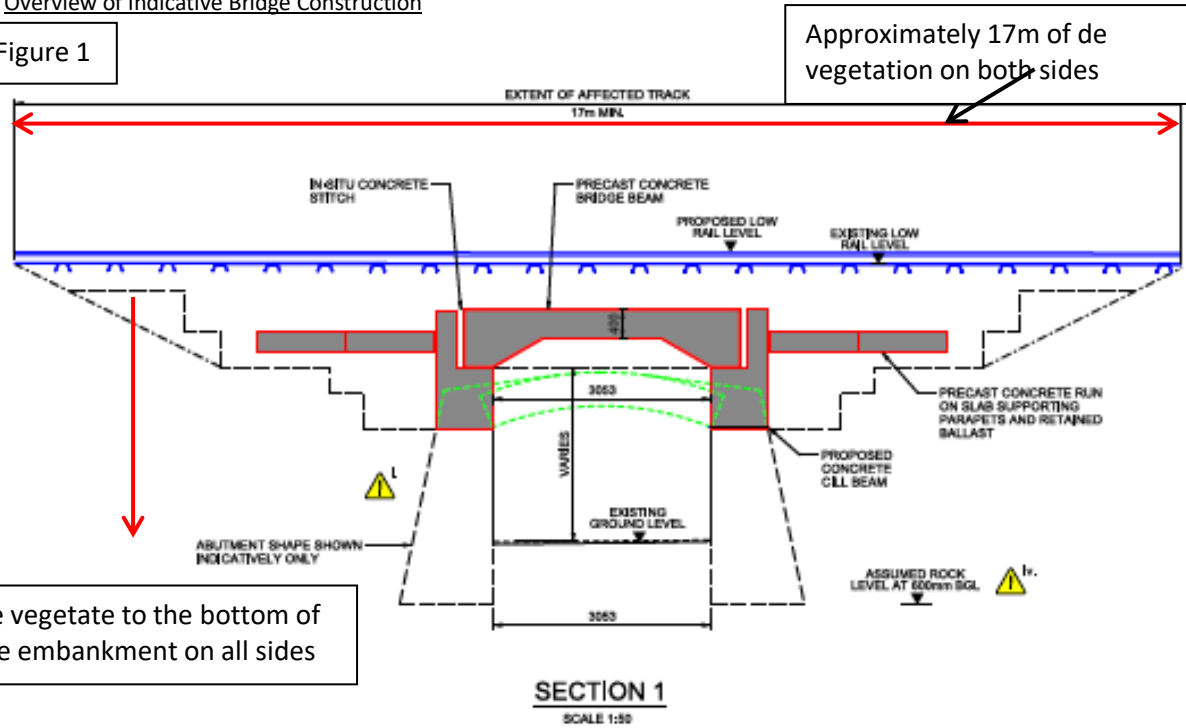 Overview of Indicative Bridge Construction
Figure 1
Approximately 17m of de
vegetation on both sides
EXTENT OF AFFECTED TRACK
17m MIN.
IN-SITU CONCRETE
STITCH
PRECAST CONCRETE
BRIDGE BEAM
PROPOSED LOW
RAIL LEVEL
EXISTING LOW
RAIL LEVEL
400
3053
VARIES
PRECAST CONCRETE RUN
ON SLAB SUPPORTING
PARAPETS AND RETAINED
BALLAST
PROPOSED
CONCRETE
CILL BEAM
EXISTING
GROUND LEVEL
ABUTMENT SHAPE SHOWN
INDICATIVELY ONLY
ASSUMED ROCK
LEVEL AT 600mm BGL
e vegetate to the bottom of
e embankment on all sides
3053
SECTION 1
SCALE 1:50